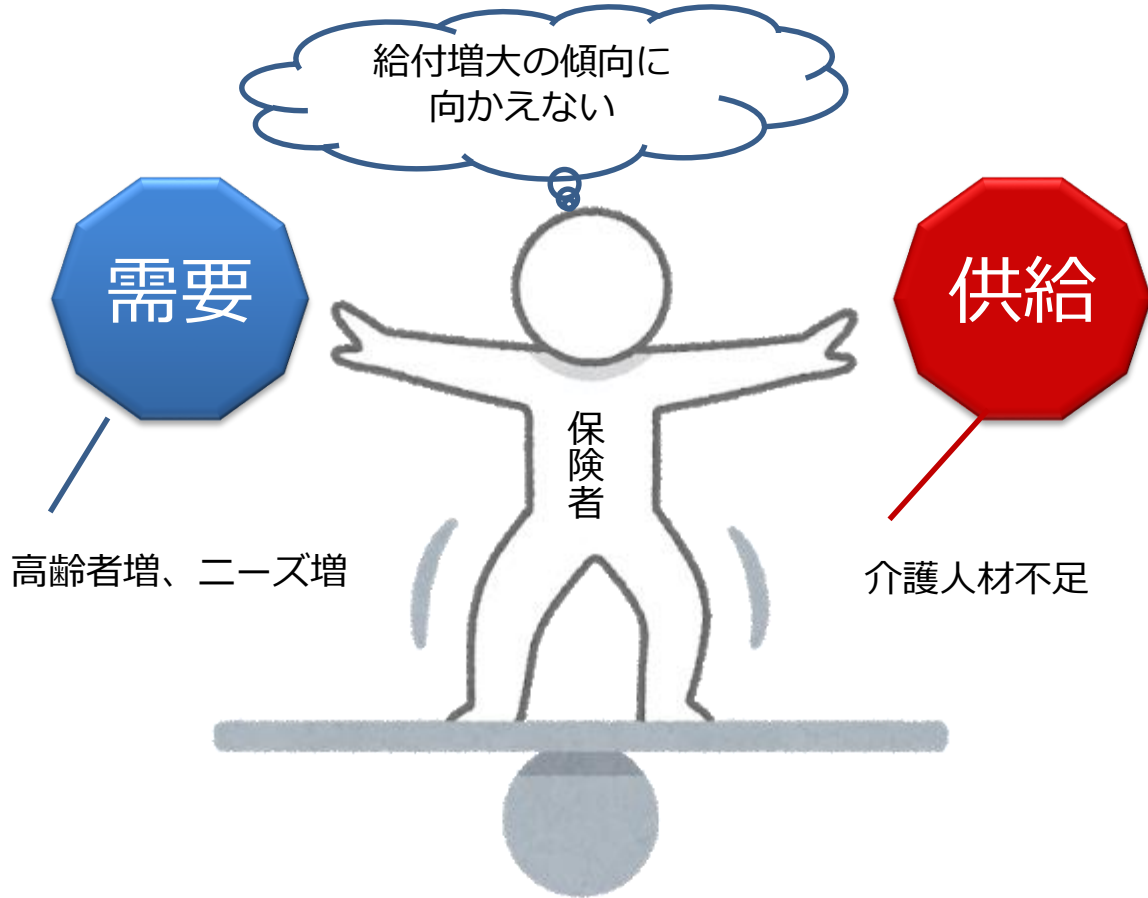 給付増大の傾向に
向かえない
需要
供給
保険者
高齢者増、ニーズ増
介護人材不足